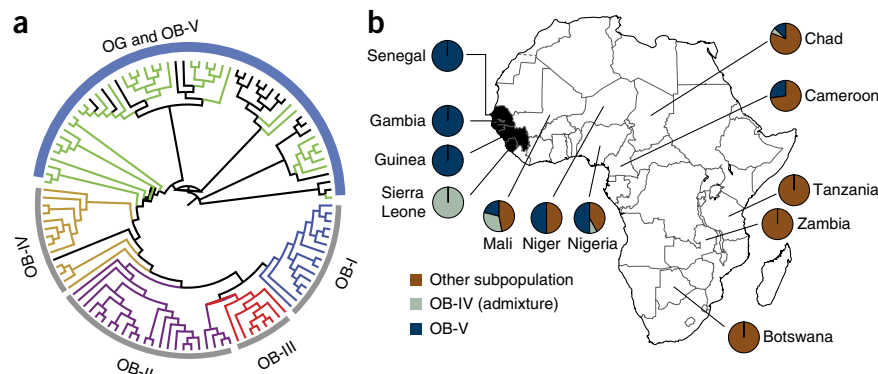 a
OG and OB-V
OB-IV
OB-II
OB-III
OB-I
b
Senegal
Gambia
Guinea
Sierra
Leone
Mali
Niger
Nigeria
Chad
Cameroon
Tanzania
Zambia
Botswana
Other subpopulation
OB-IV (admixture)
OB-V